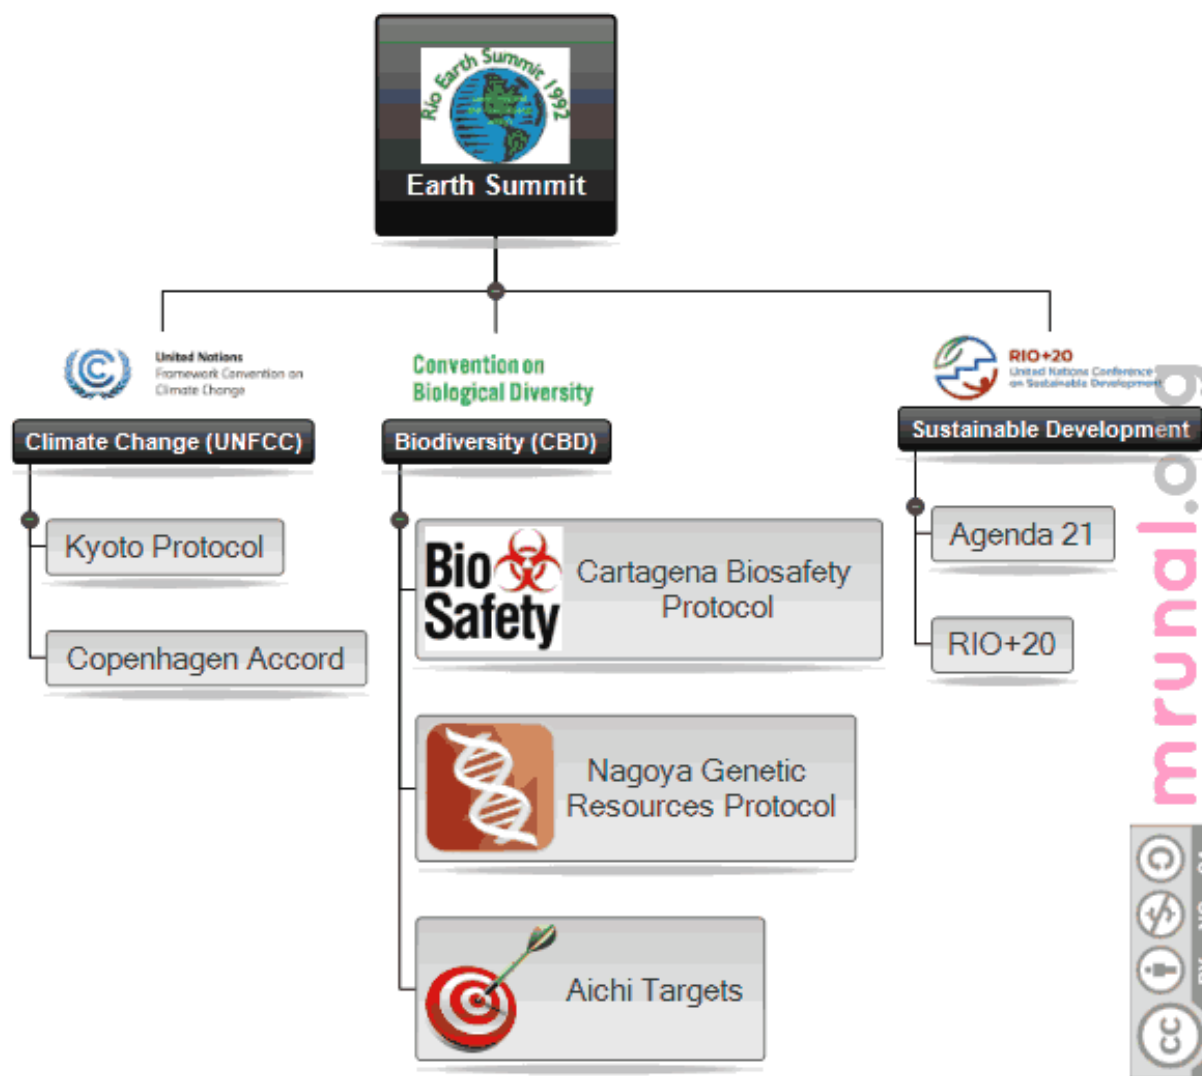 Rio Earth Summit 1992
Earth Summit
United Nations
Framework Convention on
Climate Change
Climate Change (UNFCC)
Kyoto Protocol
Copenhagen Accord
Convention on
Biological Diversity
Biodiversity (CBD)
Bio
Safety
Cartagena Biosafety
Protocol
Nagoya Genetic
Resources Protocol
Aichi Targets
RIO+20
United Nations Conference
on Sustainable Development
Sustainable Development
Agenda 21
RIO+20
mrunal.org
cc